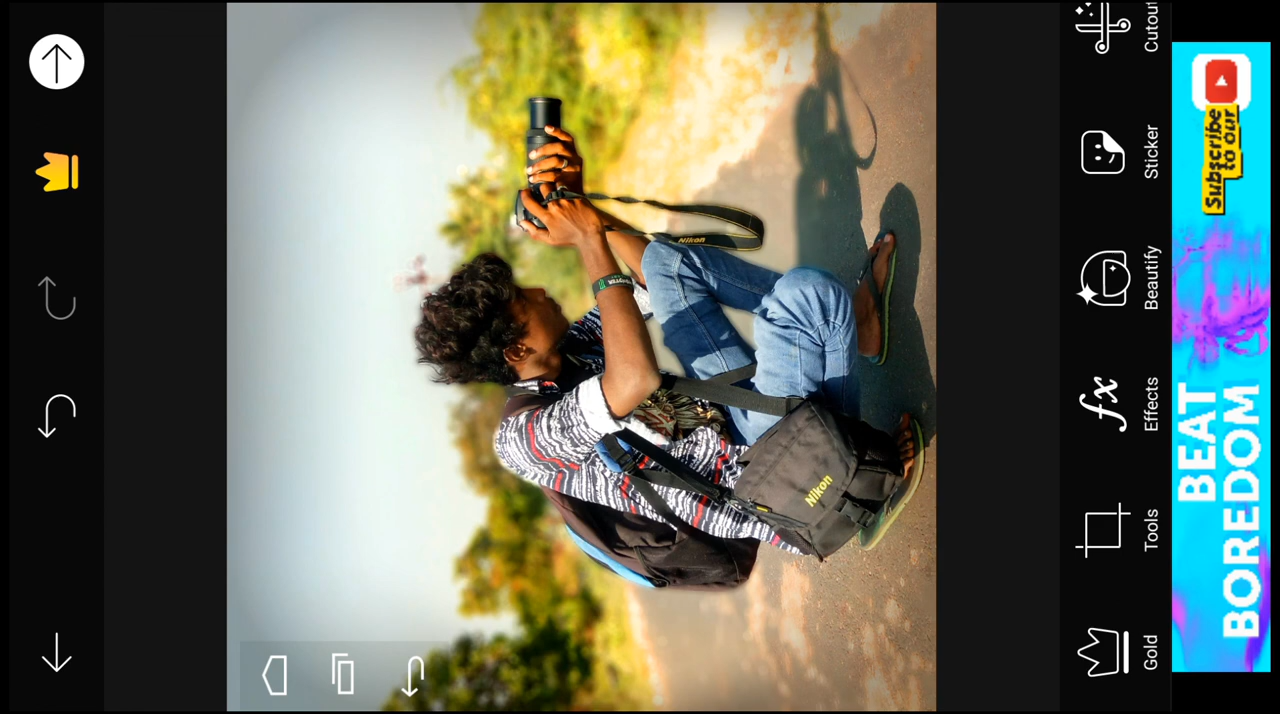 Gold
Tools
Effects
Beautify
Sticker
Cutout
BEAT
BOREDOM
Subscribe
to our
Nikon
Nikon